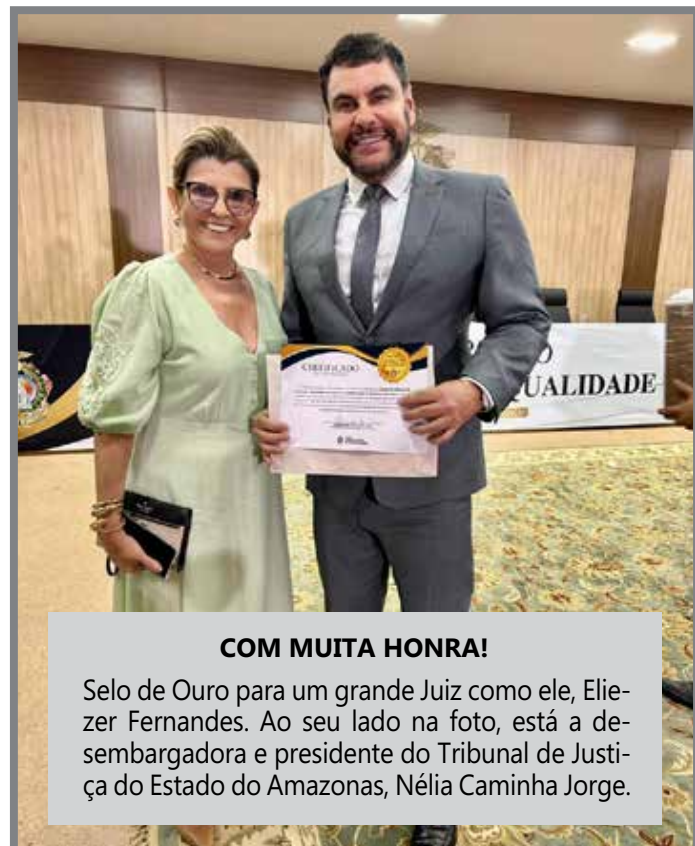 CERTIFICADO
UALIDADE
COM MUITA HONRA!
Selo de Ouro para um grande Juiz como ele, Elie-
zer Fernandes. Ao seu lado na foto, está a de-
sembargadora e presidente do Tribunal de Justi-
ça do Estado do Amazonas, Nélia Caminha Jorge.